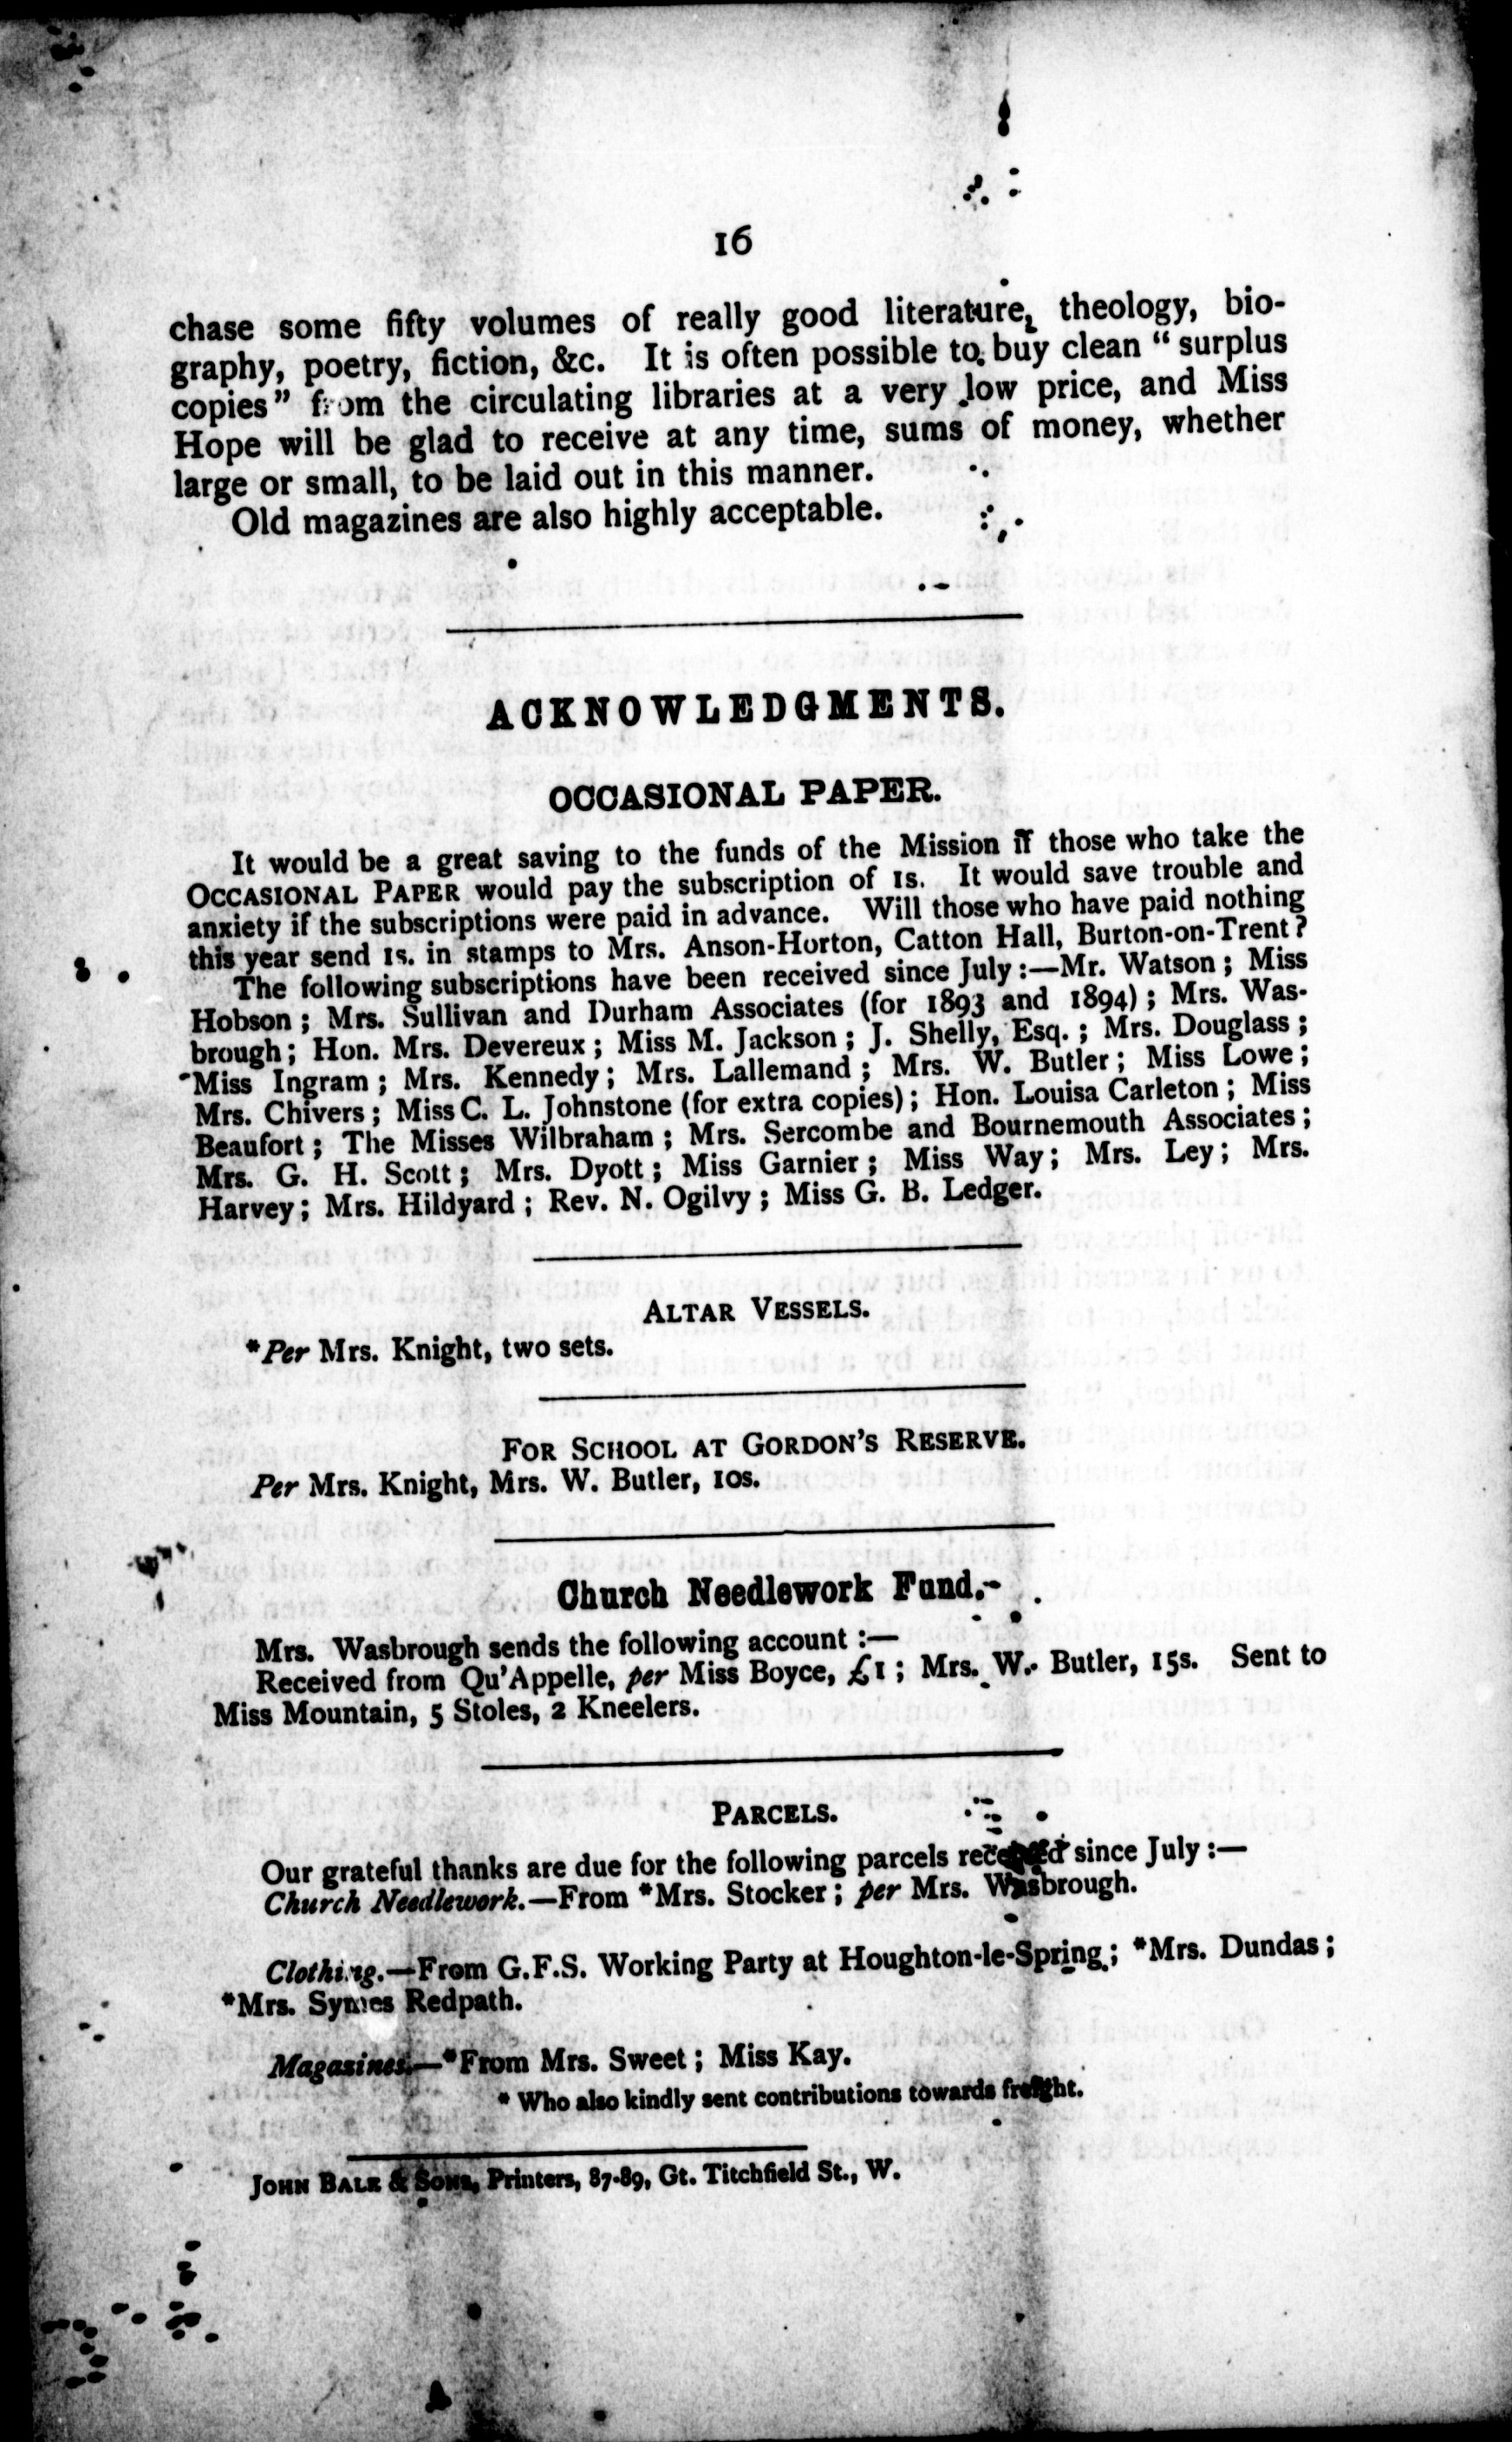 16
chase some fifty volumes of really good literature, theology, bio-
graphy, poetry, fiction, &c. It is often possible to buy clean “ surplus
copies” from the circulating libraries at a very low price, and Miss
Hope will be glad to receive at any time, sums of money, whether
large or small, to be laid out in this manner.
Old magazines are also highly acceptable.
ACKNOWLEDGMENTS.
OCCASIONAL PAPER.
It would be a great saving to the funds of the Mission if those who take the
OCCASIONAL PAPER would pay the subscription of 1s. It would save trouble and
anxiety if the subscriptions were paid in advance. Will those who have paid nothing
this year send 1s. in stamps to Mrs. Anson-Horton, Catton Hall, Burton-on-Trent?
The following subscriptions have been received since July :—Mr. Watson ; Miss
Hobson ; Mrs. Sullivan and Durham Associates (for 1893 and 1894) ; Mrs. Was-
brough ; Hon. Mrs. Devereux ; Miss M. Jackson ; J. Shelly, Esq. ; Mrs. Douglass ;
Miss Ingram ; Mrs. Kennedy ; Mrs. Lallemand ; Mrs. W. Butler ; Miss Lowe ;
Mrs. Chivers ; Miss C. L. Johnstone (for extra copies) ; Hon. Louisa Carleton ; Miss
Beaufort ; The Misses Wilbraham ; Mrs. Sercombe and Bournemouth Associates ;
Mrs. G. H. Scott ; Mrs. Dyott ; Miss Garnier ; Miss Way ; Mrs. Ley ; Mrs.
Harvey ; Mrs. Hildyard ; Rev. N. Ogilvy ; Miss G. B. Ledger.
ALTAR VESSELS.
*Per Mrs. Knight, two sets.
FOR SCHOOL AT GORDON’S RESERVE.
Per Mrs. Knight, Mrs. W. Butler, 10s.
Church Needlework Fund.
Mrs. Wasbrough sends the following account :—
Received from Qu’Appelle, per Miss Boyce, £1 ; Mrs. W. Butler, 15s. Sent to
Miss Mountain, 5 Stoles, 2 Kneelers.
PARCELS.
Our grateful thanks are due for the following parcels received since July :—
Church Needlework.—From *Mrs. Stocker ; per Mrs. Wasbrough.
Clothing.—From G.F.S. Working Party at Houghton-le-Spring ; *Mrs. Dundas ;
*Mrs. Symes Redpath.
Magazines.—*From Mrs. Sweet ; Miss Kay.
* Who also kindly sent contributions towards freight.
JOHN BALE & SONS, Printers, 87-89, Gt. Titchfield St., W.